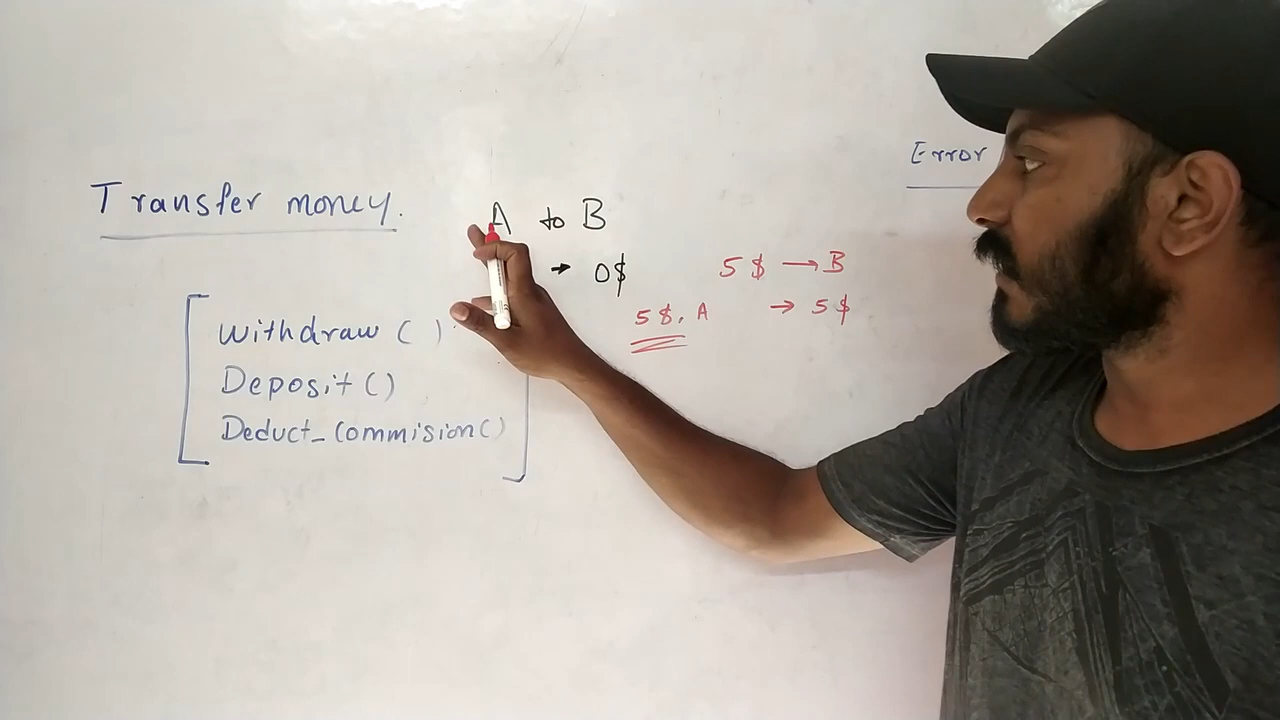 Transfer money.
A to B
→ 0$
5$ → B
5$, A → 5$
Error
Withdraw ( )
Deposit ( )
Deduct_Commision ( )